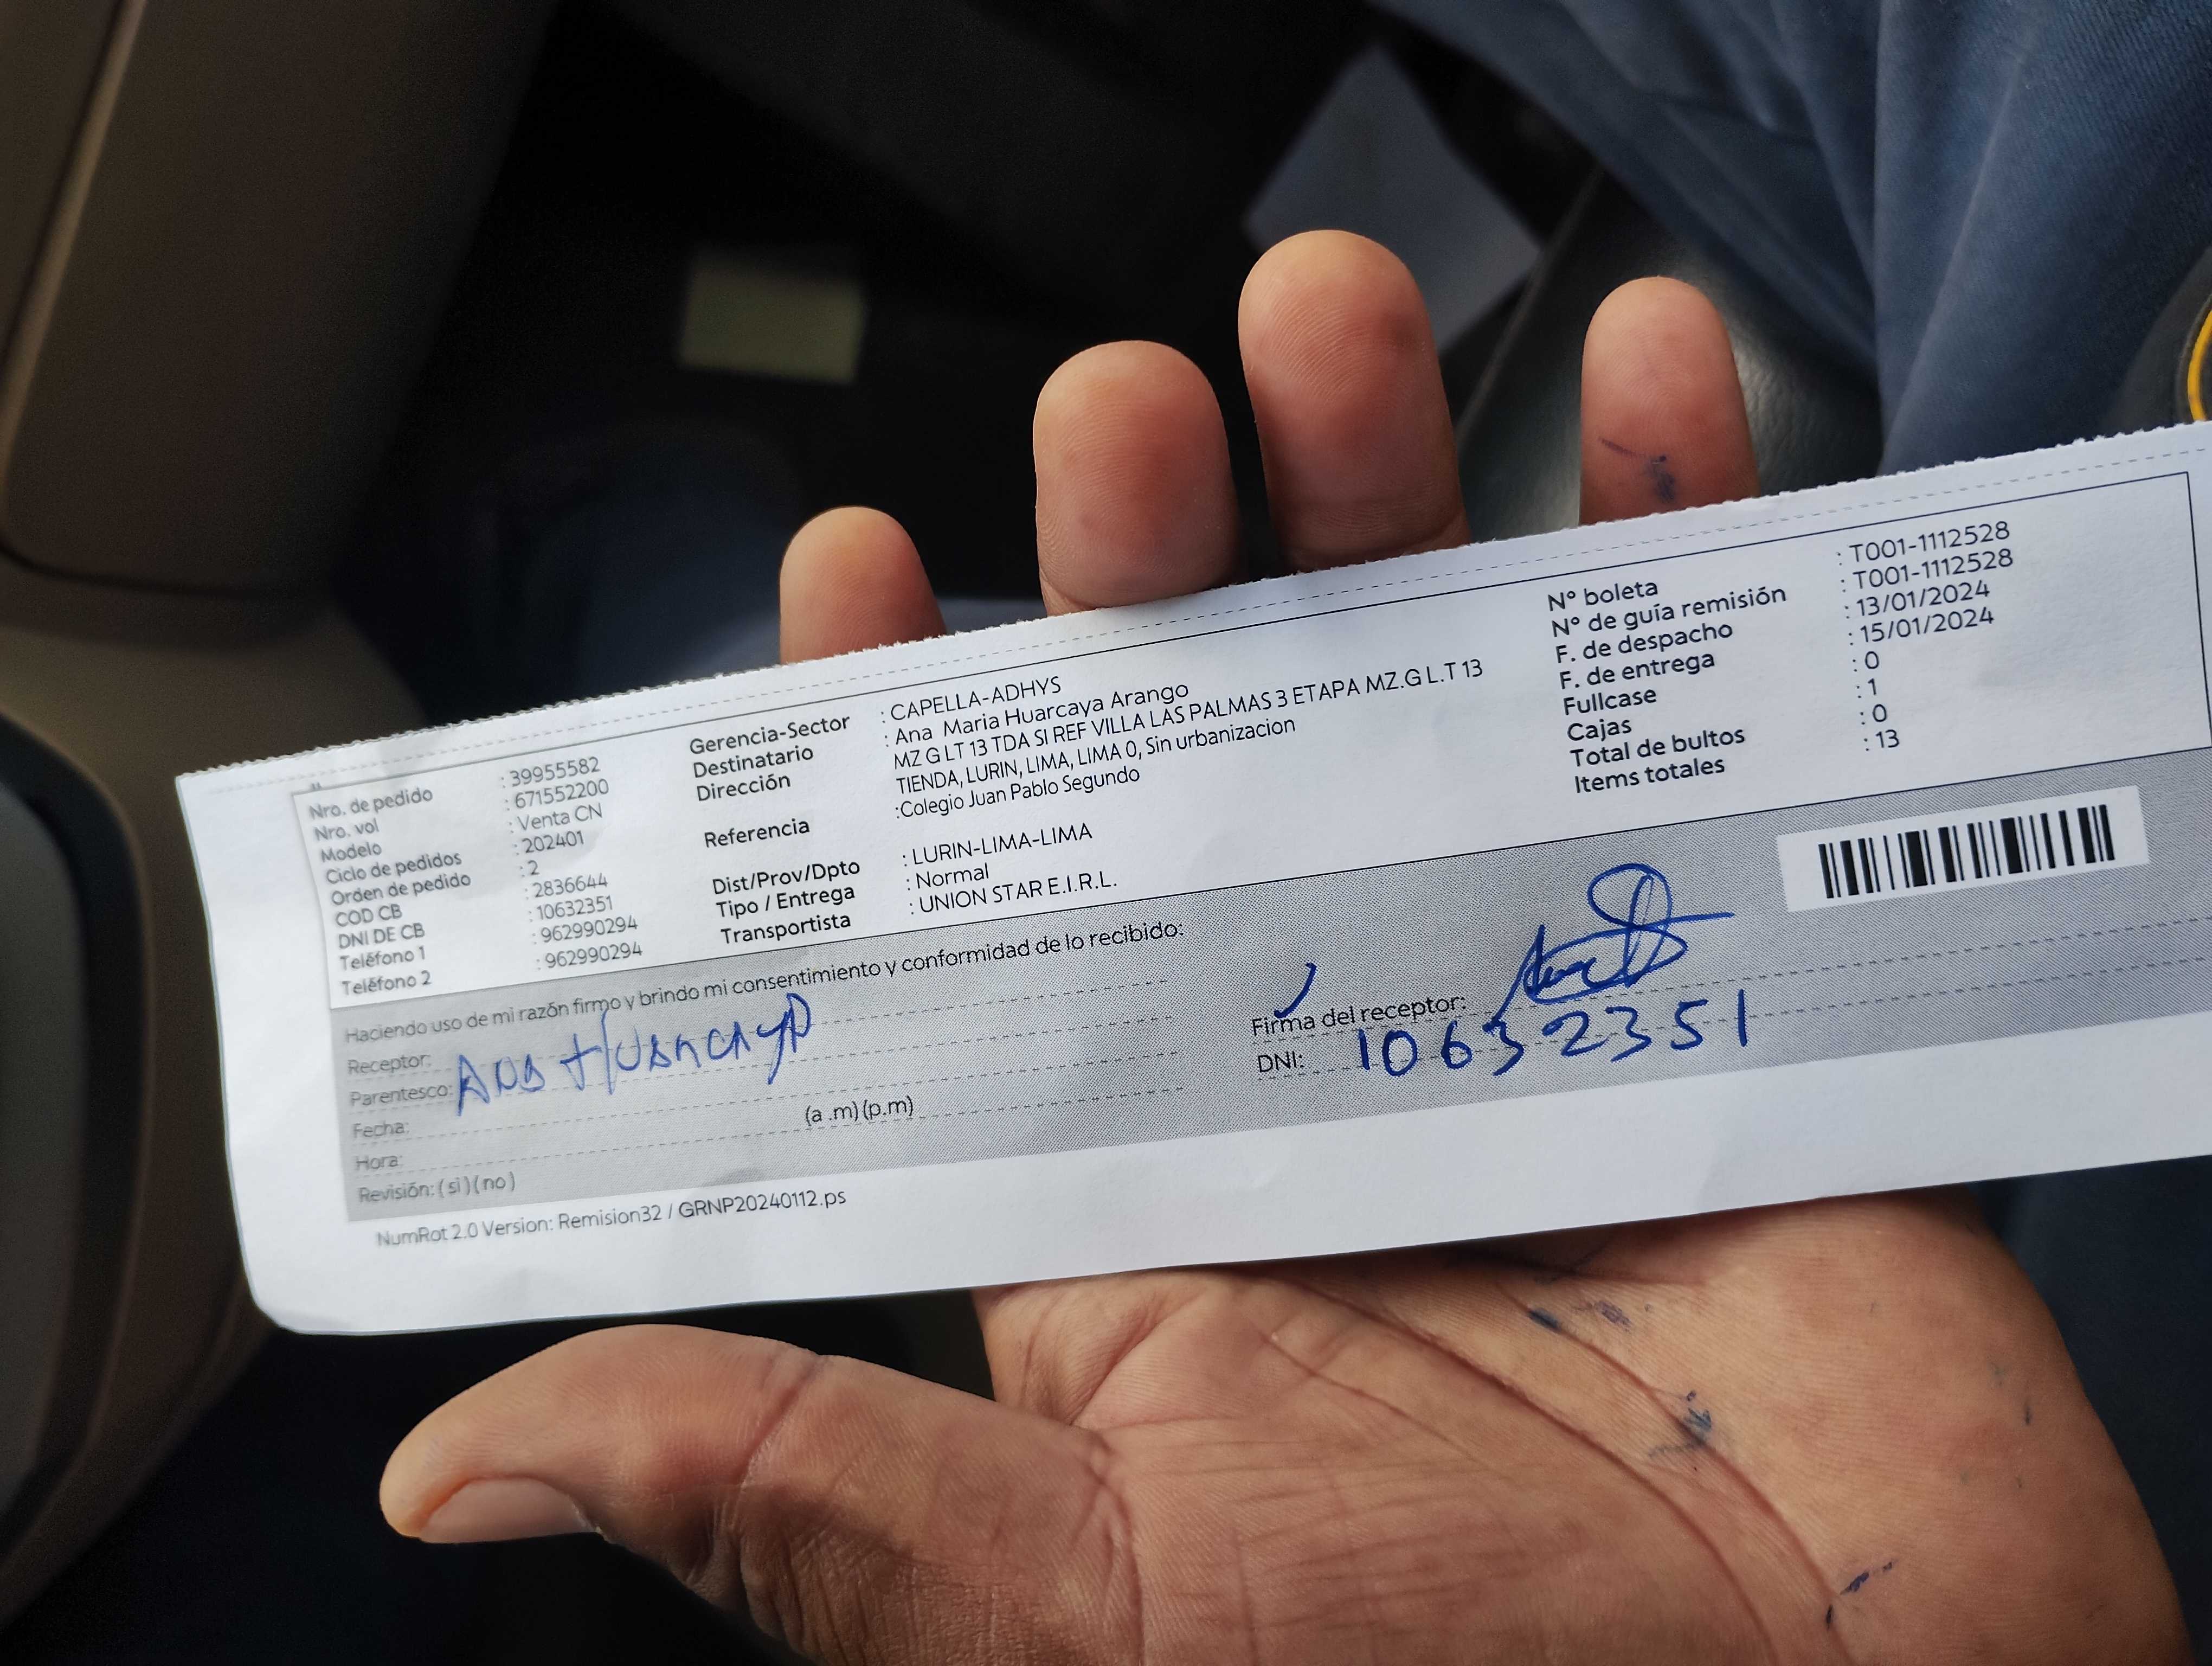 Nro. de pedido : 39955582
Nro. vol : 671552200
Modelo : Venta CN
Ciclo de pedidos : 202401
Orden de pedido : 2
COD CB : 2836644
DNI DE CB : 10632351
Teléfono 1 : 962990294
Teléfono 2 : 962990294
Gerencia-Sector : CAPELLA-ADHYS
Destinatario : Ana Maria Huarcaya Arango
Dirección MZ G LT 13 TDA SI REF VILLA LAS PALMAS 3 ETAPA MZ.G L.T 13
TIENDA, LURIN, LIMA, LIMA 0, Sin urbanizacion
Referencia :Colegio Juan Pablo Segundo
Dist/Prov/Dpto : LURIN-LIMA-LIMA
Tipo / Entrega : Normal
Transportista : UNION STAR E.I.R.L.
N° boleta : T001-1112528
N° de guía remisión : T001-1112528
F. de despacho : 13/01/2024
F. de entrega : 15/01/2024
Fullcase : 0
Cajas : 1
Total de bultos : 0
Items totales : 13
Haciendo uso de mi razón firmo y brindo mi consentimiento y conformidad de lo recibido:
Receptor:
Parentesco: Ana Huarcaya
Fecha:
Hora: (a .m) (p.m)
Revisión: ( si ) ( no )
Firma del receptor:
DNI: 10632351
NumRot 2.0 Version: Remision32 / GRNP20240112.ps